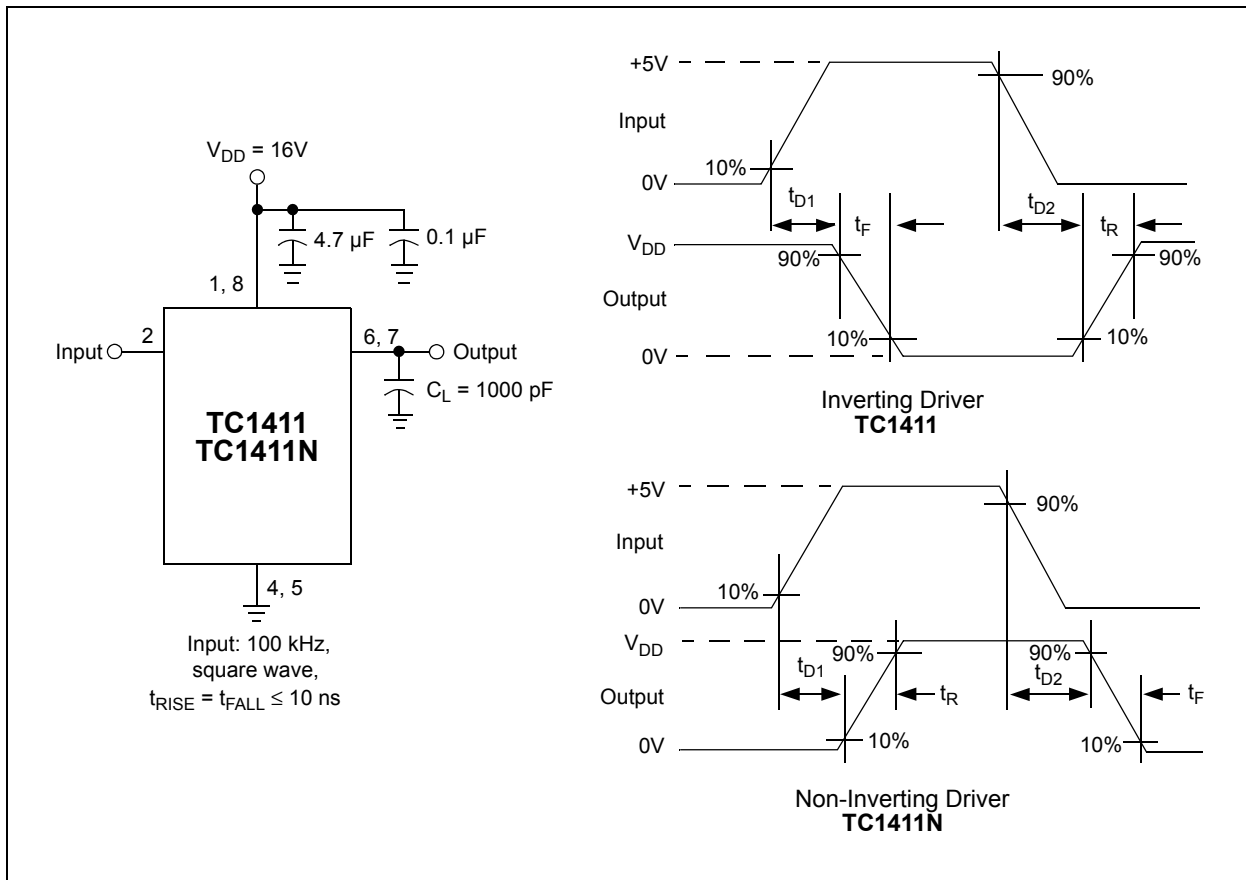 V_DD = 16V
4.7 µF
0.1 µF
1, 8
Input
2
6, 7
Output
C_L = 1000 pF
TC1411
TC1411N
4, 5
Input: 100 kHz,
square wave,
t_RISE = t_FALL ≤ 10 ns
+5V
90%
Input
10%
0V
t_D1
t_F
t_D2
t_R
V_DD
90%
90%
Output
10%
10%
0V
Inverting Driver
TC1411
+5V
90%
Input
10%
0V
V_DD
t_D1
90%
t_R
90%
t_D2
t_F
Output
10%
10%
0V
Non-Inverting Driver
TC1411N